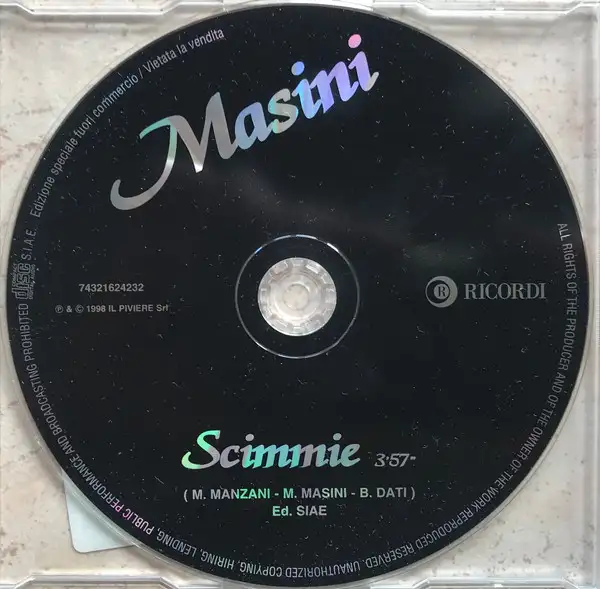 Masini
Edizione speciale fuori commercio / Vietata la vendita
S.I.A.E.
disc
74321624232
℗ & © 1998 IL PIVIERE Srl
R RICORDI
Scimmie 3'57"
( M. MANZANI - M. MASINI - B. DATI )
Ed. SIAE
ALL RIGHTS OF THE PRODUCER AND OF THE OWNER OF THE WORK REPRODUCED RESERVED. UNAUTHORIZED COPYING, HIRING, LENDING, PUBLIC PERFORMANCE AND BROADCASTING PROHIBITED